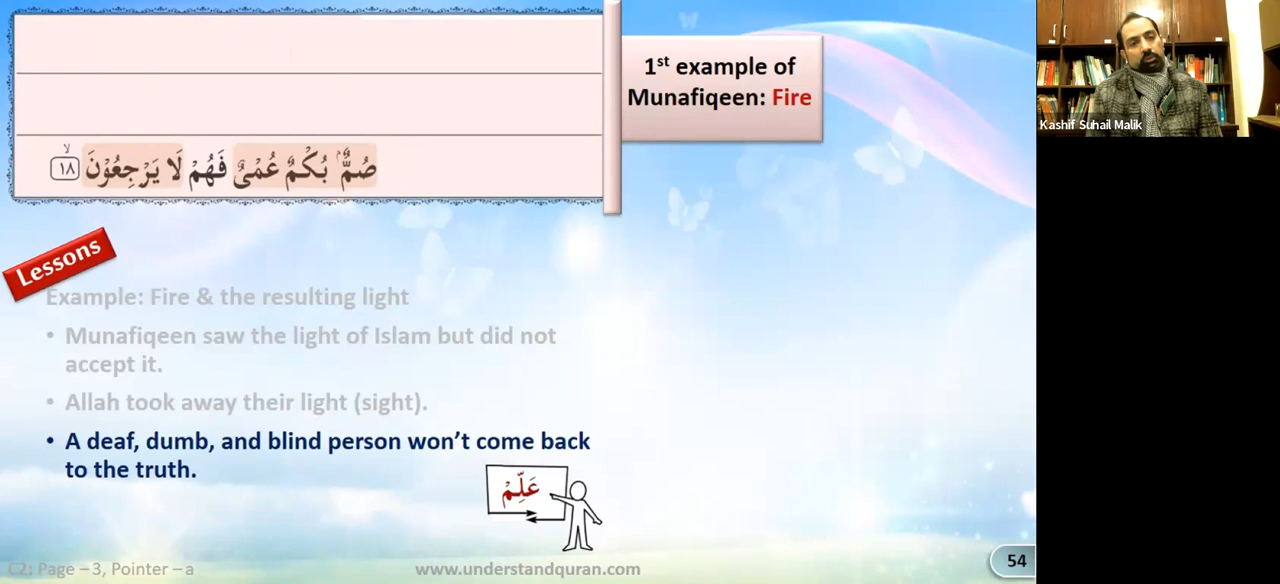 1st example of
Munafiqeen: Fire
صُمٌّۢ بُكْمٌ عُمْىٌ فَهُمْ لَا يَرْجِعُوْنَ ۙ ١٨
Lessons
Example: Fire & the resulting light
• Munafiqeen saw the light of Islam but did not
accept it.
• Allah took away their light (sight).
• A deaf, dumb, and blind person won’t come back
to the truth.
عَلِّمْ
C2: Page – 3, Pointer – a
www.understandquran.com
54
Kashif Suhail Malik